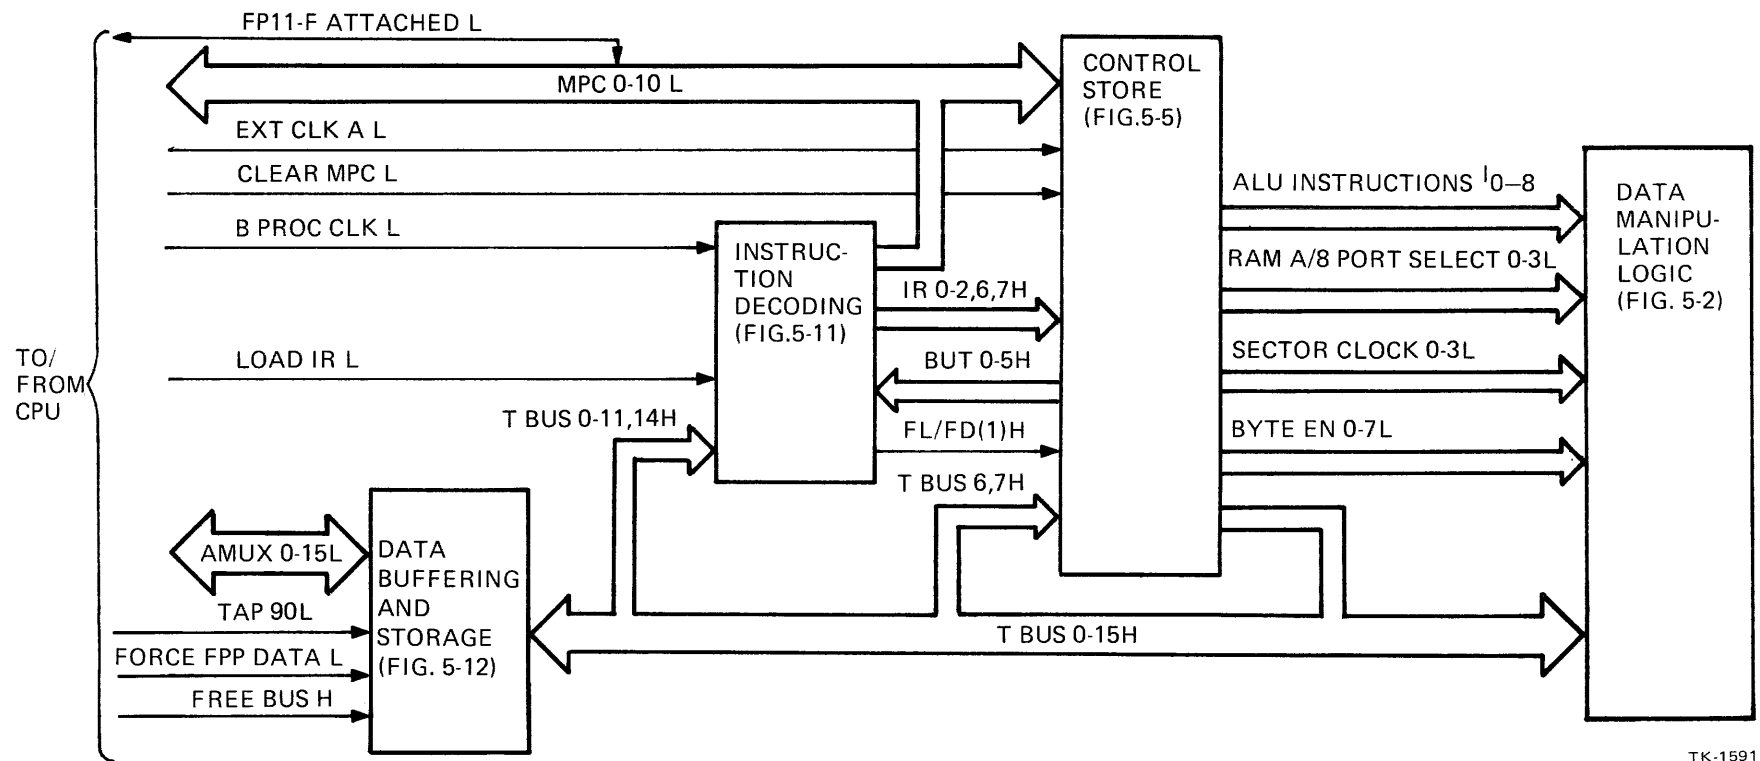 FP11-F ATTACHED L
MPC 0-10 L
EXT CLK A L
CLEAR MPC L
B PROC CLK L
LOAD IR L
TO/
FROM
CPU
T BUS 0-11,14H
AMUX 0-15L
TAP 90L
FORCE FPP DATA L
FREE BUS H
DATA
BUFFERING
AND
STORAGE
(FIG. 5-12)
INSTRUC-
TION
DECODING
(FIG.5-11)
IR 0-2,6,7H
BUT 0-5H
FL/FD(1)H
T BUS 6,7H
CONTROL
STORE
(FIG.5-5)
ALU INSTRUCTIONS I0–8
RAM A/8 PORT SELECT 0-3L
SECTOR CLOCK 0-3L
BYTE EN 0-7L
T BUS 0-15H
DATA
MANIPU-
LATION
LOGIC
(FIG. 5-2)
TK-1591